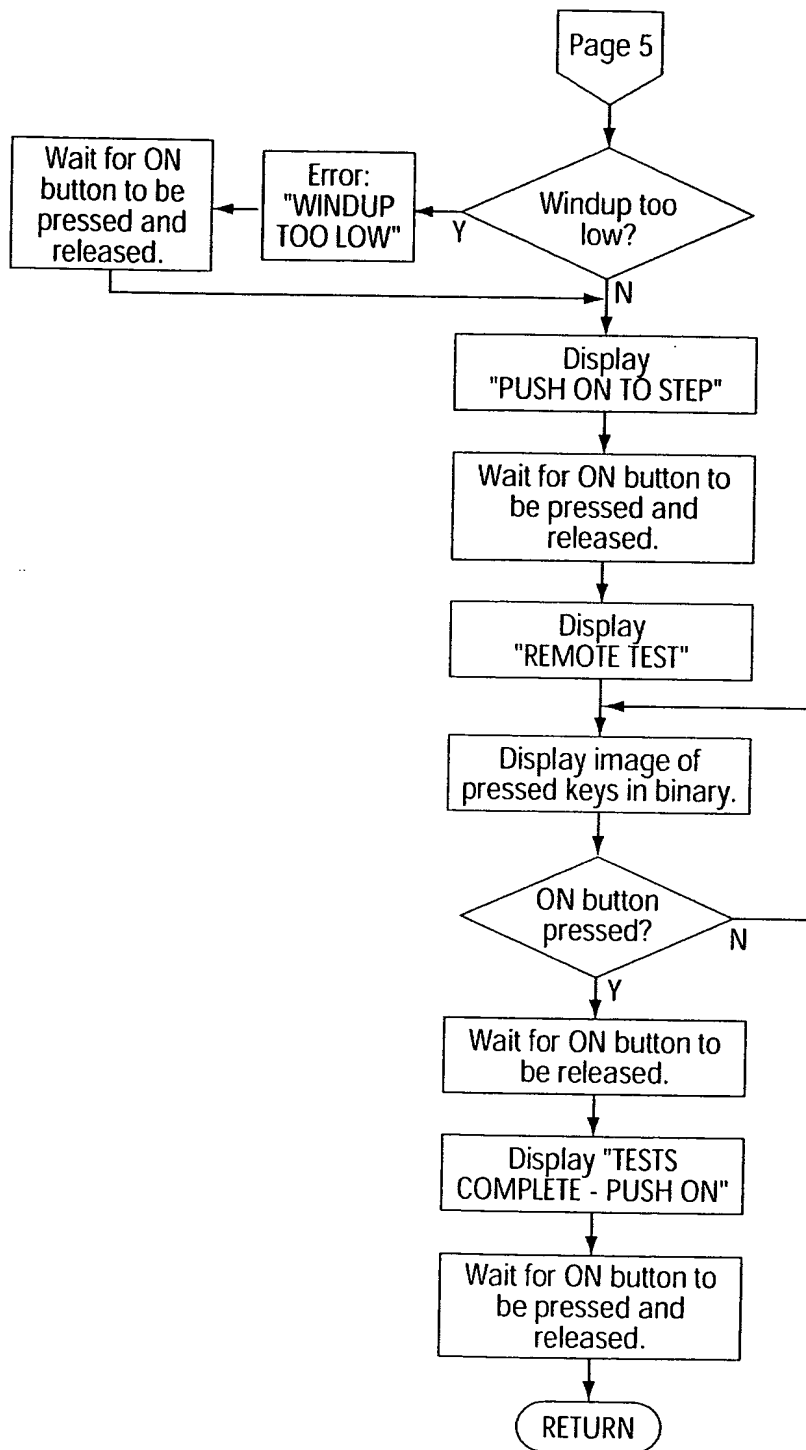 Page 5
Windup too
low?
Y
N
Error:
"WINDUP
TOO LOW"
Wait for ON
button to be
pressed and
released.
Display
"PUSH ON TO STEP"
Wait for ON button to
be pressed and
released.
Display
"REMOTE TEST"
Display image of
pressed keys in binary.
ON button
pressed?
N
Y
Wait for ON button to
be released.
Display "TESTS
COMPLETE - PUSH ON"
Wait for ON button to
be pressed and
released.
RETURN